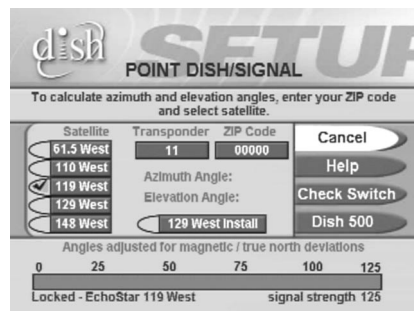 dish
SETUP
POINT DISH/SIGNAL
To calculate azimuth and elevation angles, enter your ZIP code
and select satellite.
Satellite Transponder ZIP Code
61.5 West 11 00000
110 West
119 West
129 West
148 West
Azimuth Angle:
Elevation Angle:
129 West Install
Cancel
Help
Check Switch
Dish 500
Angles adjusted for magnetic / true north deviations
0 25 50 75 100 125
Locked - EchoStar 119 West signal strength 125